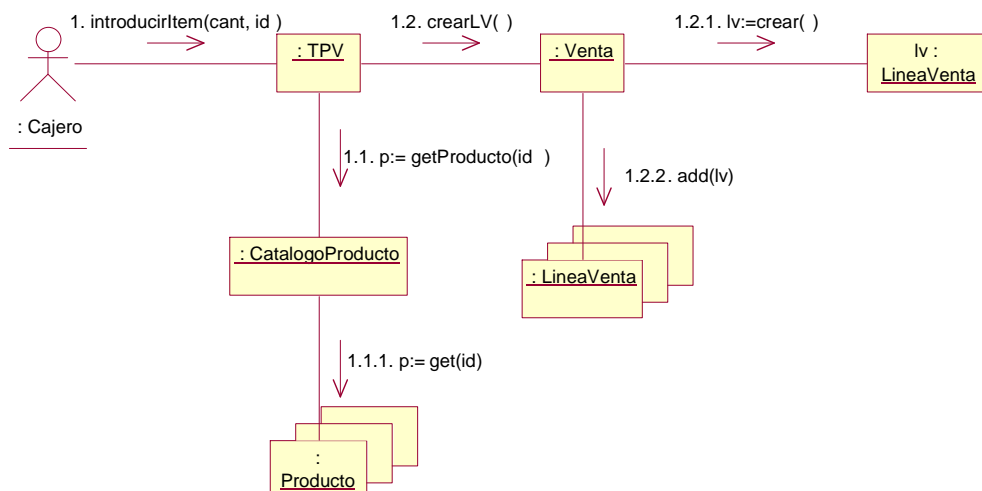 1. introducirItem(cant, id )
1.2. crearLV( )
1.2.1. lv:=crear( )
: TPV
: Venta
lv :
LineaVenta
: Cajero
1.1. p:= getProducto(id )
1.2.2. add(lv)
: CatalogoProducto
: LineaVenta
1.1.1. p:= get(id)
:
Producto